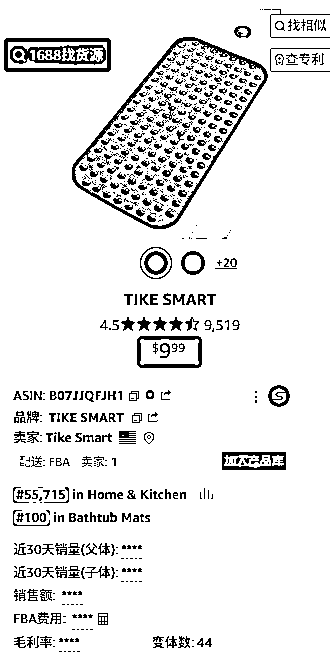 找相似
1688找货源
查专利
+20
TIKE SMART
4.5 9,519
$9.99
ASIN: B07JJQFJH1
品牌: TIKE SMART
卖家: Tike Smart
配送: FBA 卖家: 1
加入产品库
#55,715 in Home & Kitchen
#100 in Bathtub Mats
近30天销量(父体): ****
近30天销量(子体): ****
销售额: ****
FBA费用: ****
毛利率: **** 变体数: 44